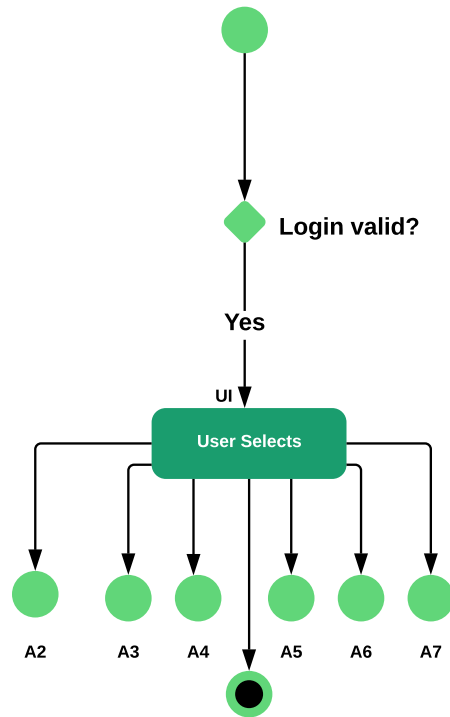 Login valid?
Yes
UI
User Selects
A2 A3 A4 A5 A6 A7